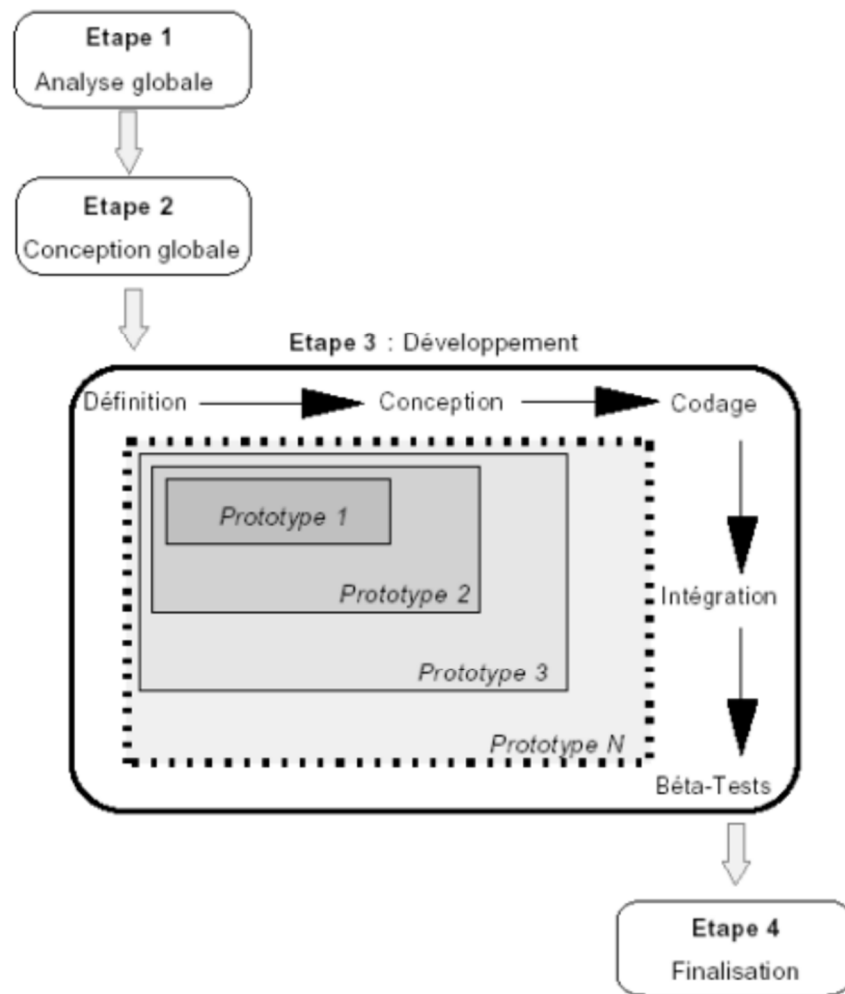 Etape 1
Analyse globale
Etape 2
Conception globale
Etape 3 : Développement
Définition Conception Codage
Prototype 1
Prototype 2
Intégration
Prototype 3
Prototype N
Béta-Tests
Etape 4
Finalisation